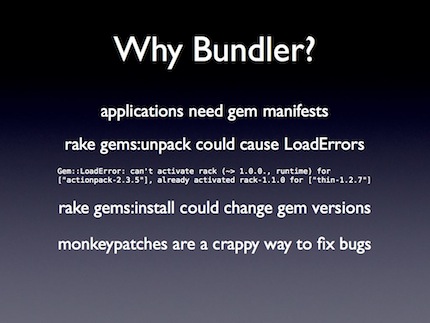 Why Bundler?
applications need gem manifests
rake gems:unpack could cause LoadErrors
Gem::LoadError: can't activate rack (~> 1.0.0., runtime) for
["actionpack-2.3.5"], already activated rack-1.1.0 for ["thin-1.2.7"]
rake gems:install could change gem versions
monkeypatches are a crappy way to fix bugs